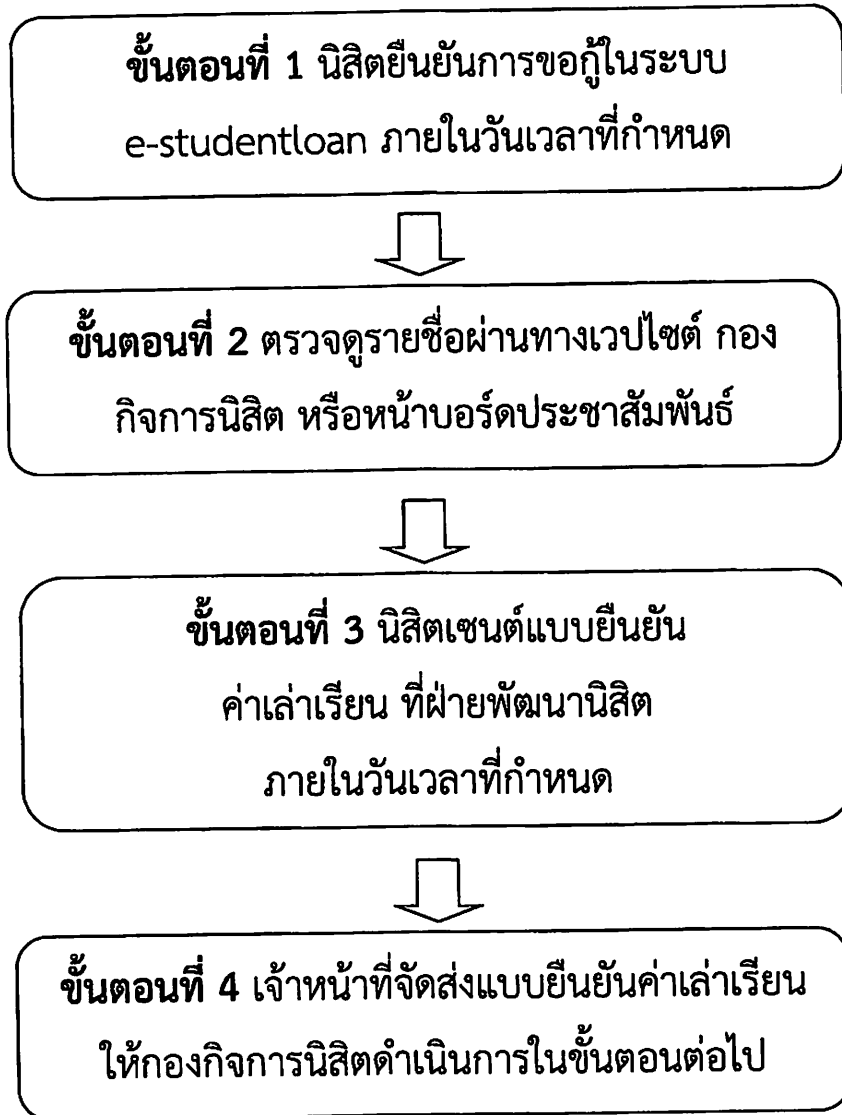 ขั้นตอนที่ 1 นิสิตยืนยันการขอกู้ในระบบ
e-studentloan ภายในวันเวลาที่กำหนด
ขั้นตอนที่ 2 ตรวจดูรายชื่อผ่านทางเวปไซต์ กอง
กิจการนิสิต หรือหน้าบอร์ดประชาสัมพันธ์
ขั้นตอนที่ 3 นิสิตเซนต์แบบยืนยัน
ค่าเล่าเรียน ที่ฝ่ายพัฒนานิสิต
ภายในวันเวลาที่กำหนด
ขั้นตอนที่ 4 เจ้าหน้าที่จัดส่งแบบยืนยันค่าเล่าเรียน
ให้กองกิจการนิสิตดำเนินการในขั้นตอนต่อไป